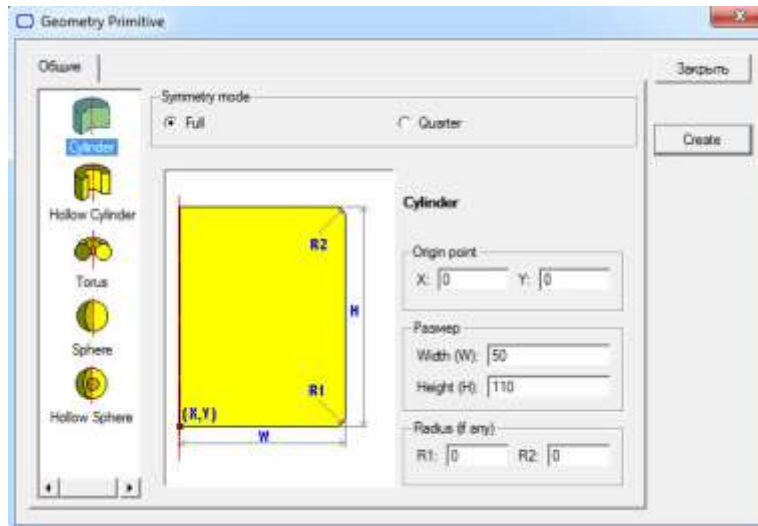 Geometry Primitive
Общие
Закрыть
Create
Symmetry mode
Full
Quarter
Cylinder
Hollow Cylinder
Torus
Sphere
Hollow Sphere
R2
H
R1
(X,Y)
W
Cylinder
Origin point
X: 0 Y: 0
Размер
Width (W): 50
Height (H): 110
Radius (if any)
R1: 0 R2: 0